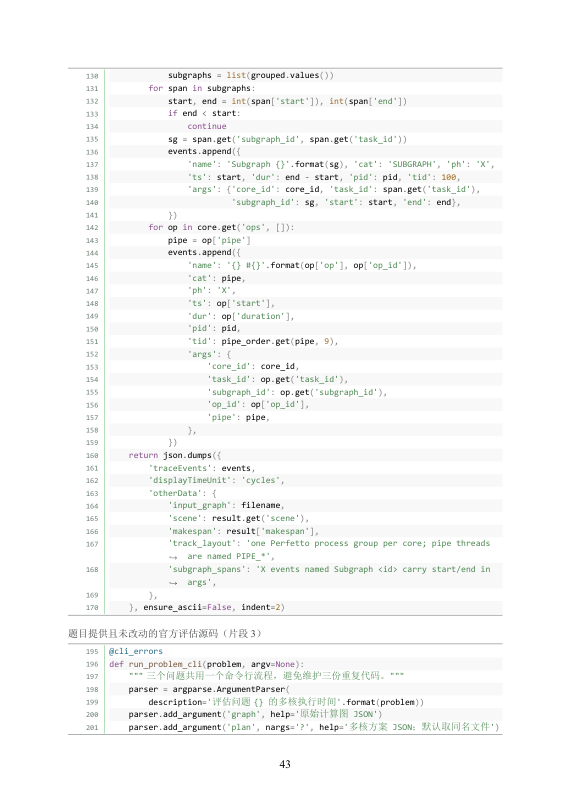 130 subgraphs = list(grouped.values())
131 for span in subgraphs:
132 start, end = int(span['start']), int(span['end'])
133 if end < start:
134 continue
135 sg = span.get('subgraph_id', span.get('task_id'))
136 events.append({
137 'name': 'Subgraph {}'.format(sg), 'cat': 'SUBGRAPH', 'ph': 'X',
138 'ts': start, 'dur': end - start, 'pid': pid, 'tid': 100,
139 'args': {'core_id': core_id, 'task_id': span.get('task_id'),
140 'subgraph_id': sg, 'start': start, 'end': end},
141 })
142 for op in core.get('ops', []):
143 pipe = op['pipe']
144 events.append({
145 'name': '{} #{}'.format(op['op'], op['op_id']),
146 'cat': pipe,
147 'ph': 'X',
148 'ts': op['start'],
149 'dur': op['duration'],
150 'pid': pid,
151 'tid': pipe_order.get(pipe, 9),
152 'args': {
153 'core_id': core_id,
154 'task_id': op.get('task_id'),
155 'subgraph_id': op.get('subgraph_id'),
156 'op_id': op['op_id'],
157 'pipe': pipe,
158 },
159 })
160 return json.dumps({
161 'traceEvents': events,
162 'displayTimeUnit': 'cycles',
163 'otherData': {
164 'input_graph': filename,
165 'scene': result.get('scene'),
166 'makespan': result['makespan'],
167 'track_layout': 'one Perfetto process group per core; pipe threads
↪ are named PIPE_*',
168 'subgraph_spans': 'X events named Subgraph <id> carry start/end in
↪ args',
169 },
170 }, ensure_ascii=False, indent=2)
题目提供且未改动的官方评估源码（片段 3）
195 @cli_errors
196 def run_problem_cli(problem, argv=None):
197 """ 三个问题共用一个命令行流程，避免维护三份重复代码。"""
198 parser = argparse.ArgumentParser(
199 description='评估问题 {} 的多核执行时间'.format(problem))
200 parser.add_argument('graph', help='原始计算图 JSON')
201 parser.add_argument('plan', nargs='?', help='多核方案 JSON；默认取同名文件')
43